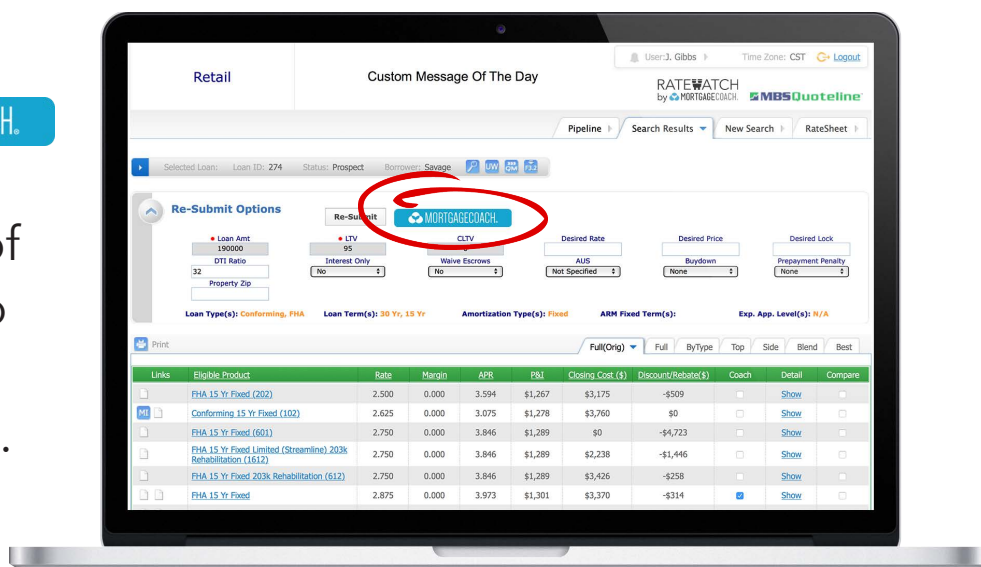 H.
of
o
.
User:J. Gibbs Time Zone: CST Logout
Retail Custom Message Of The Day
RATEWATCH
by MORTGAGECOACH. MBSQuoteline
Pipeline Search Results New Search RateSheet
Selected Loan: Loan ID: 274 Status: Prospect Borrower: Savage UW QM
Re-Submit Options Re-Submit MORTGAGECOACH.
Loan Amt LTV CLTV Desired Rate Desired Price Desired Lock
190000 95
DTI Ratio Interest Only Waive Escrows AUS Buydown Prepayment Penalty
32 No No Not Specified None None
Property Zip
Loan Type(s): Conforming, FHA Loan Term(s): 30 Yr, 15 Yr Amortization Type(s): Fixed ARM Fixed Term(s): Exp. App. Level(s): N/A
Print Full(Orig) Full ByType Top Side Blend Best
Links Eligible Product Rate Margin APR P&I Closing Cost ($) Discount/Rebate($) Coach Detail Compare
FHA 15 Yr Fixed (202) 2.500 0.000 3.594 $1,267 $3,175 -$509 Show
MI Conforming 15 Yr Fixed (102) 2.625 0.000 3.075 $1,278 $3,760 $0 Show
FHA 15 Yr Fixed (601) 2.750 0.000 3.846 $1,289 $0 -$4,723 Show
FHA 15 Yr Fixed Limited (Streamline) 203k
Rehabilitation (1612) 2.750 0.000 3.846 $1,289 $2,238 -$1,446 Show
FHA 15 Yr Fixed 203k Rehabilitation (612) 2.750 0.000 3.846 $1,289 $3,426 -$258 Show
FHA 15 Yr Fixed 2.875 0.000 3.973 $1,301 $3,370 -$314 Show